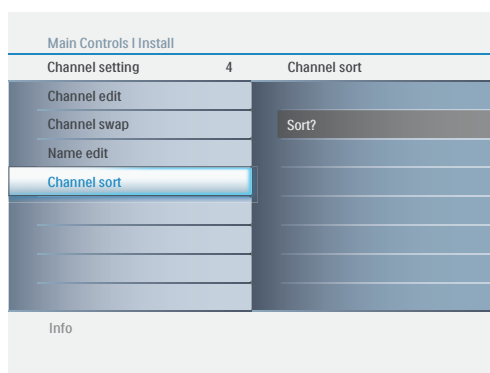 Main Controls I Install
Channel setting 4 Channel sort
Channel edit
Channel swap Sort?
Name edit
Channel sort
Info